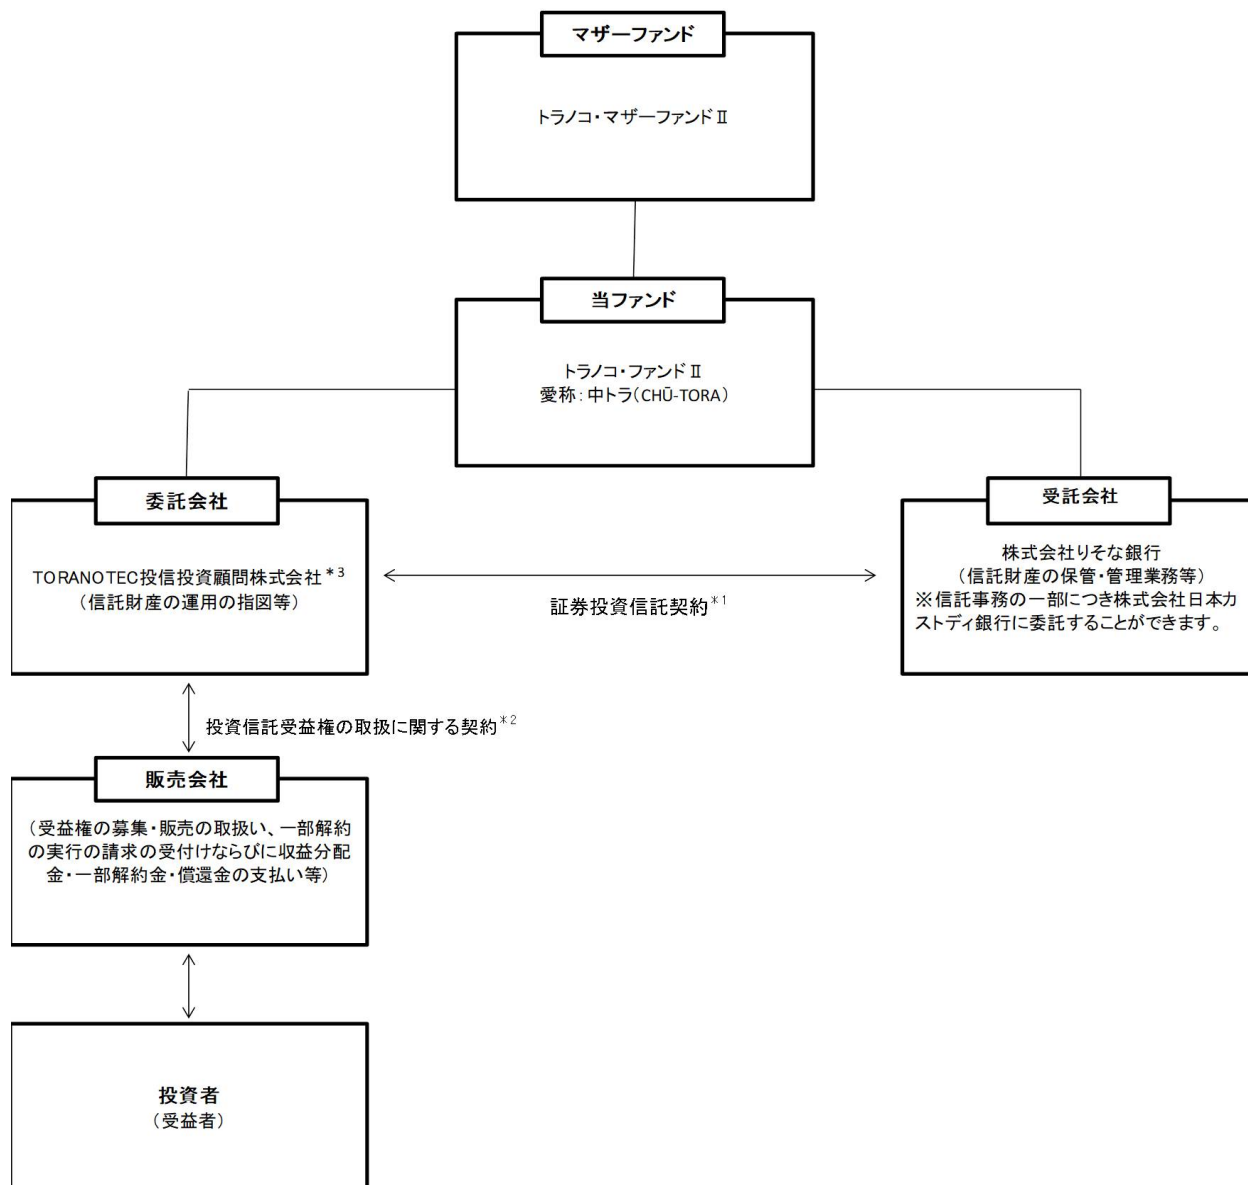 マザーファンド
トラノコ・マザーファンドⅡ
当ファンド
トラノコ・ファンドⅡ
愛称:中トラ(CHŪ-TORA)
委託会社
TORANOTEC投信投資顧問株式会社*3
(信託財産の運用の指図等)
証券投資信託契約*1
受託会社
株式会社りそな銀行
(信託財産の保管・管理業務等)
※信託事務の一部につき株式会社日本カ
ストディ銀行に委託することができます。
投資信託受益権の取扱に関する契約*2
販売会社
(受益権の募集・販売の取扱い、一部解約
の実行の請求の受付けならびに収益分配
金・一部解約金・償還金の支払い等)
投資者
(受益者)